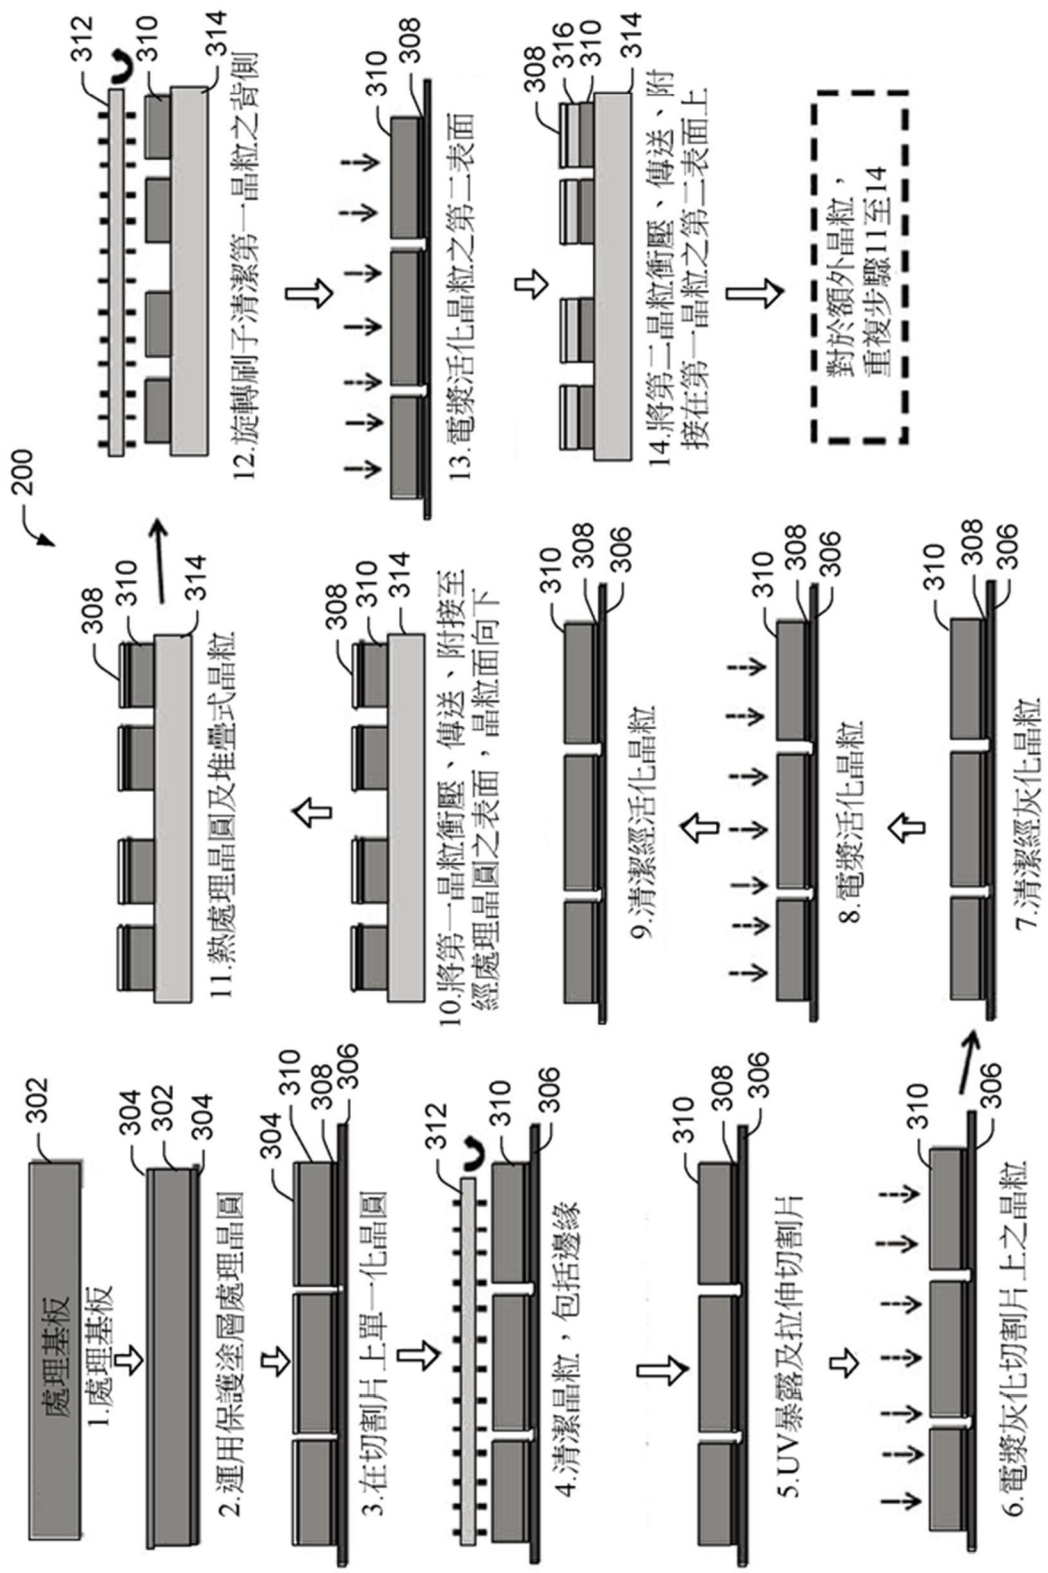 200
處理基板
302
1.處理基板
304
302
304
2.運用保護塗層處理晶圓
304
310
308
306
3.在切割片上單一化晶圓
312
310
306
4.清潔晶粒，包括邊緣
310
308
306
5.UV暴露及拉伸切割片
310
306
6.電漿灰化切割片上之晶粒
310
308
306
7.清潔經灰化晶粒
310
308
306
8.電漿活化晶粒
310
308
306
9.清潔經活化晶粒
308
310
314
10.將第一晶粒衝壓、傳送、附接至
經處理晶圓之表面，晶粒面向下
308
310
314
11.熱處理晶圓及堆疊式晶粒
312
310
314
12.旋轉刷子清潔第一晶粒之背側
310
308
13.電漿活化晶粒之第二表面
308
316
310
314
14.將第二晶粒衝壓、傳送、附
接在第一晶粒之第二表面上
對於額外晶粒，
重複步驟11至14